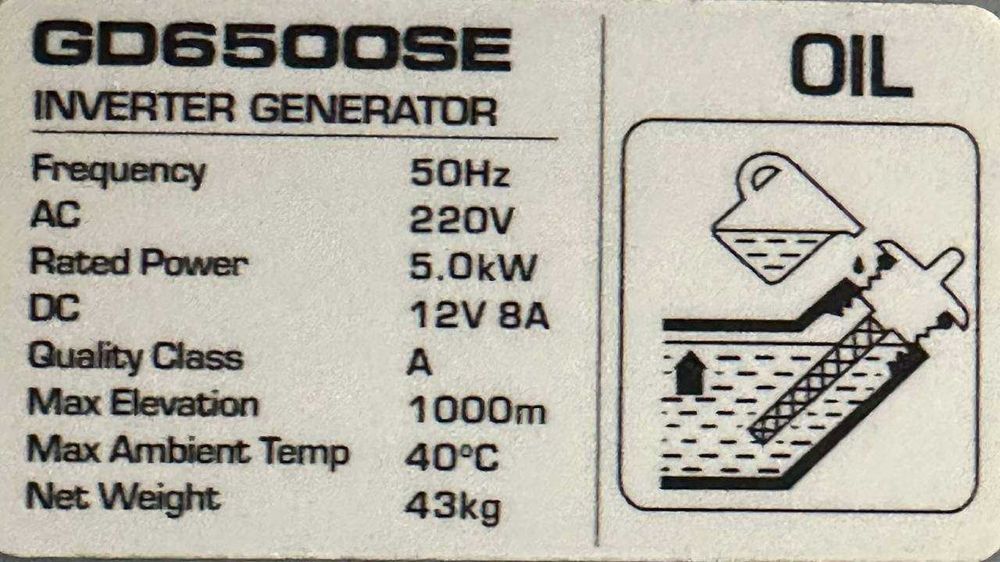 GD6500SE
INVERTER GENERATOR
Frequency 50Hz
AC 220V
Rated Power 5.0kW
DC 12V 8A
Quality Class A
Max Elevation 1000m
Max Ambient Temp 40°C
Net Weight 43kg
OIL